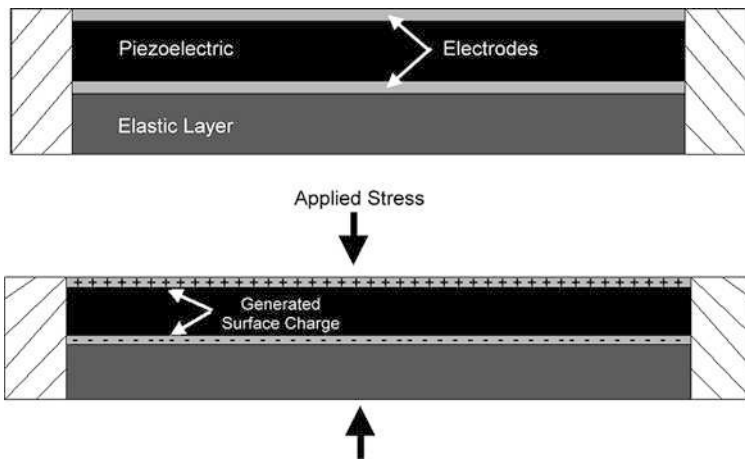 Piezoelectric
Electrodes
Elastic Layer
Applied Stress
Generated
Surface Charge